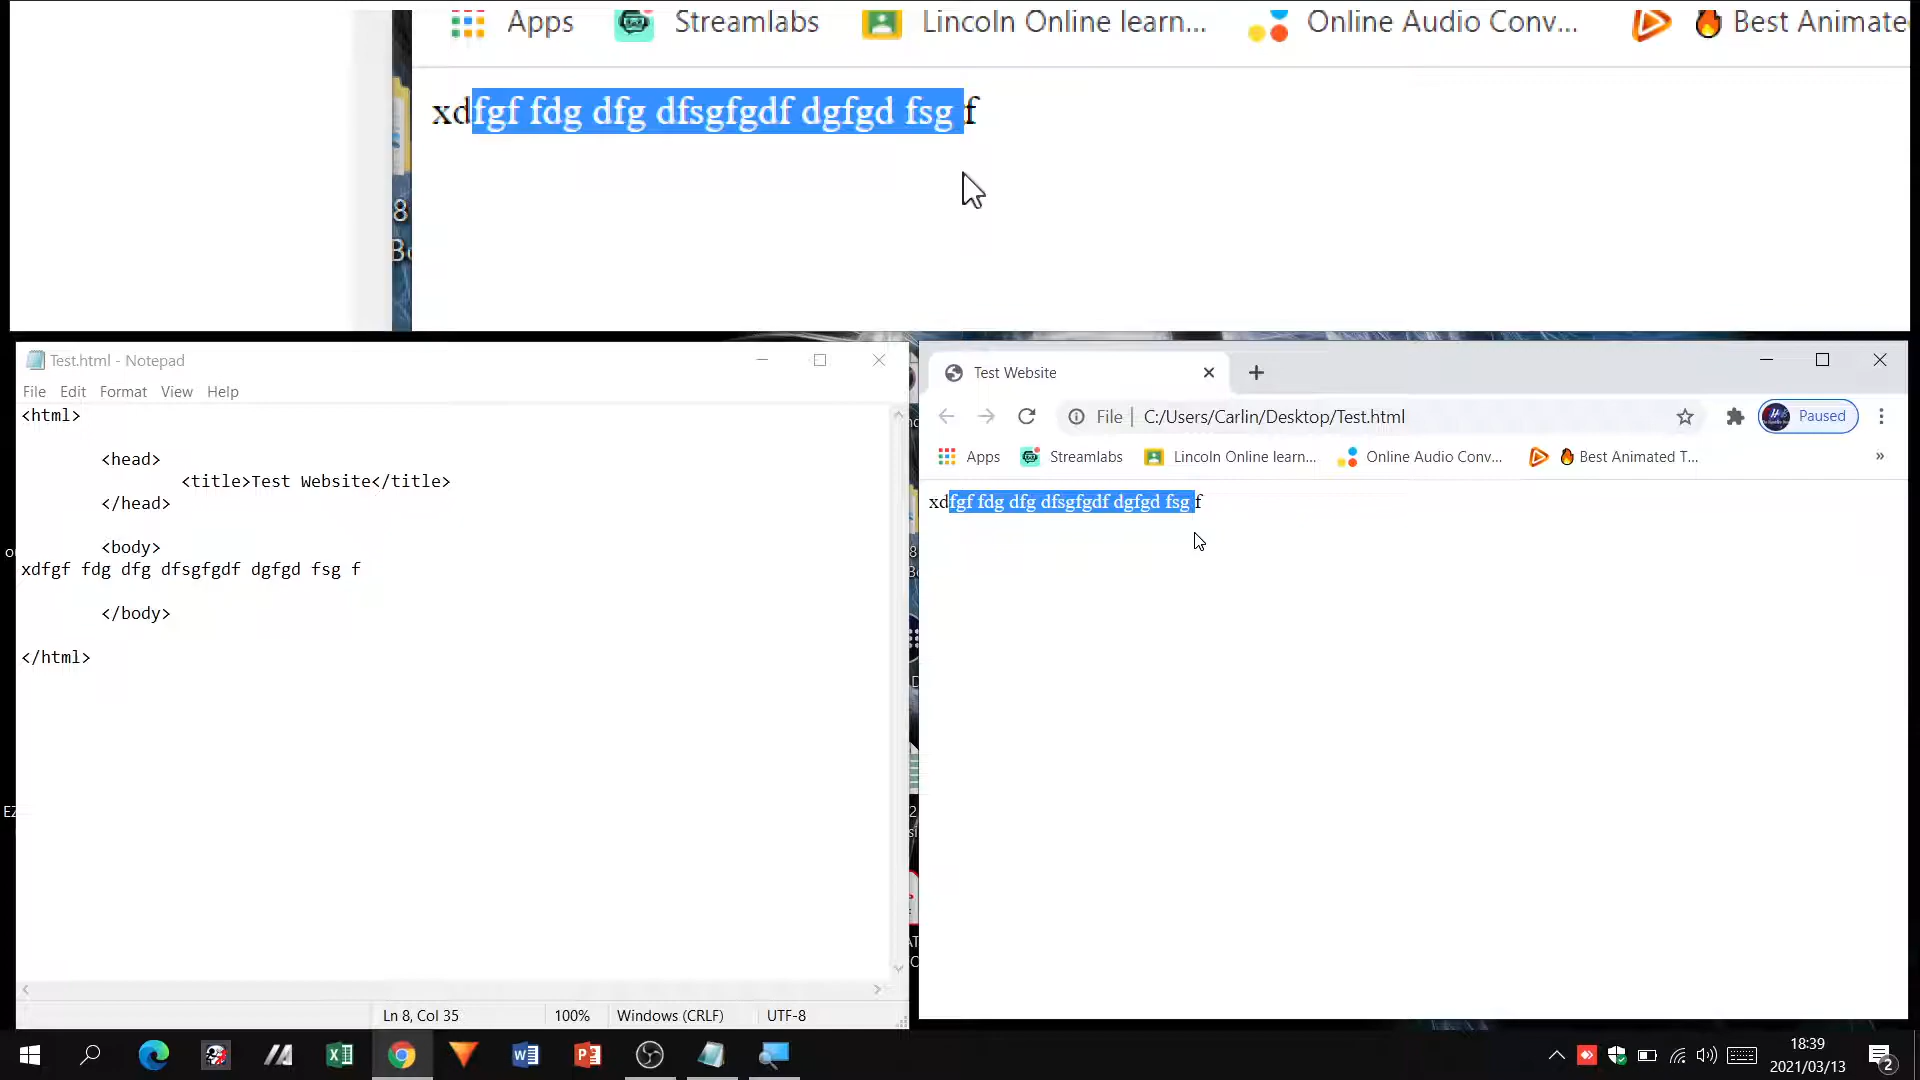 Apps Streamlabs Lincoln Online learn... Online Audio Conv... Best Animate
xdfgf fdg dfg dfsgfgdf dgfgd fsg f
8
Test.html - Notepad
File Edit Format View Help
<html>
<head>
<title>Test Website</title>
</head>
<body>
xdfgf fdg dfg dfsgfgdf dgfgd fsg f
</body>
</html>
Ln 8, Col 35 100% Windows (CRLF) UTF-8
Test Website
File C:/Users/Carlin/Desktop/Test.html Paused
Apps Streamlabs Lincoln Online learn... Online Audio Conv... Best Animated T... »
xdfgf fdg dfg dfsgfgdf dgfgd fsg f
18:39
2021/03/13
2